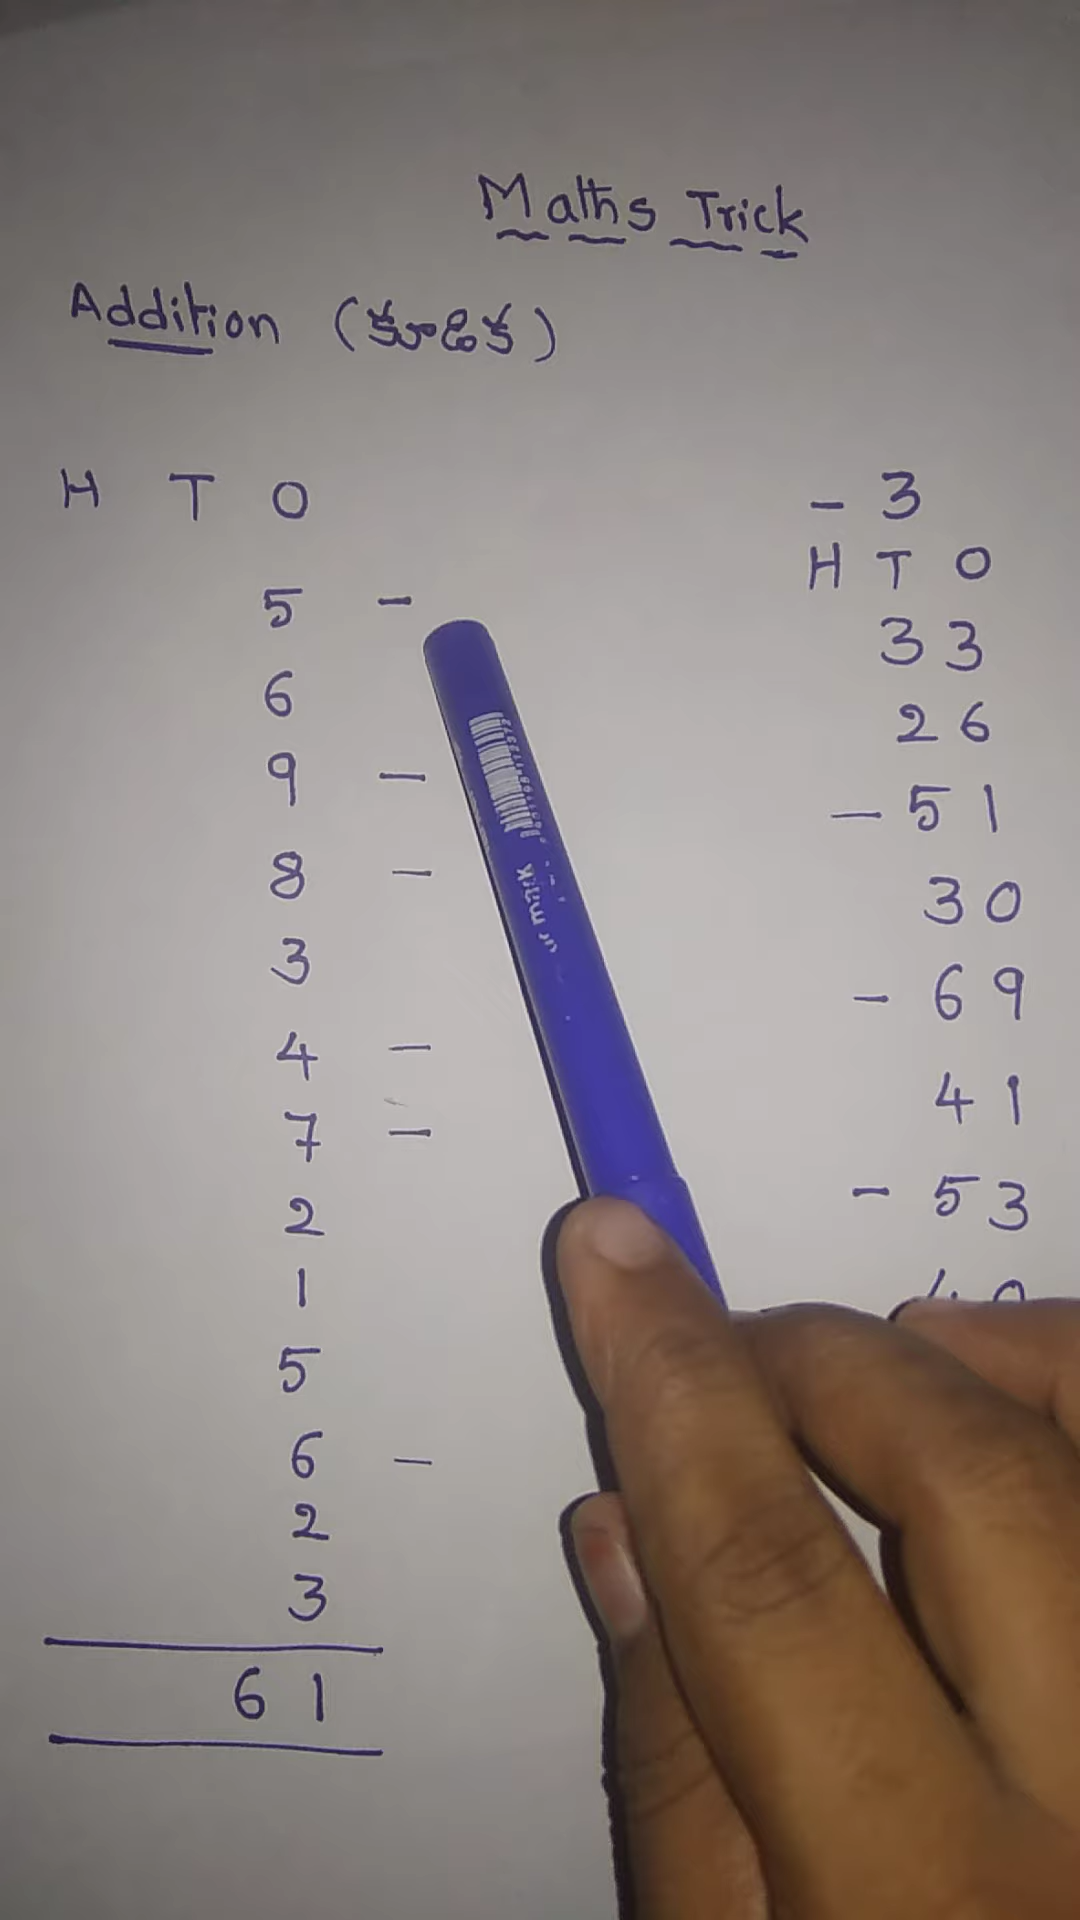 Maths Trick
Addition (కూడిక)
H T O
5 -
6
9 -
8 -
3
4 -
7 -
2
1
5
6 -
2
3
6 1
- 3
H T O
3 3
2 6
- 5 1
3 0
- 6 9
4 1
- 5 3